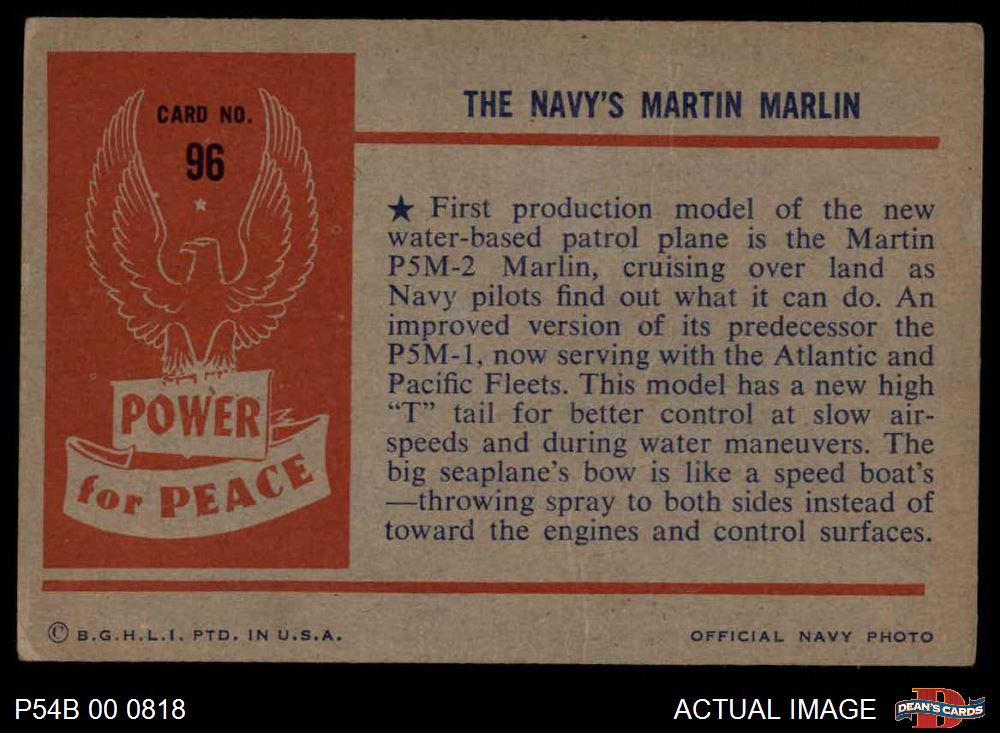 CARD NO.
96
POWER
for PEACE
THE NAVY'S MARTIN MARLIN
★ First production model of the new
water-based patrol plane is the Martin
P5M-2 Marlin, cruising over land as
Navy pilots find out what it can do. An
improved version of its predecessor the
P5M-1, now serving with the Atlantic and
Pacific Fleets. This model has a new high
“T” tail for better control at slow air-
speeds and during water maneuvers. The
big seaplane's bow is like a speed boat's
—throwing spray to both sides instead of
toward the engines and control surfaces.
© B.G.H.L.I. PTD. IN U.S.A.
OFFICIAL NAVY PHOTO
P54B 00 0818
ACTUAL IMAGE
D
DEAN'S CARDS